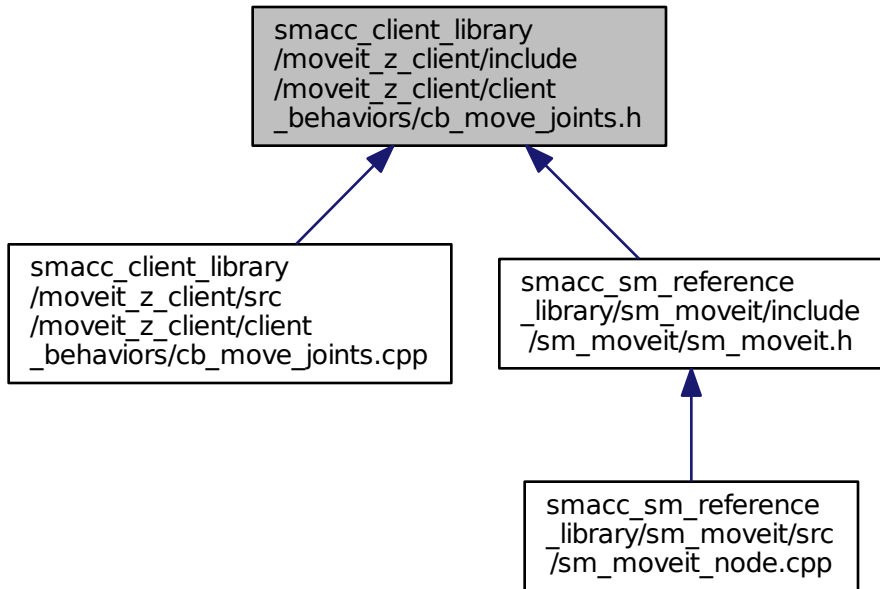 smacc_client_library
/moveit_z_client/include
/moveit_z_client/client
_behaviors/cb_move_joints.h
smacc_client_library
/moveit_z_client/src
/moveit_z_client/client
_behaviors/cb_move_joints.cpp
smacc_sm_reference
_library/sm_moveit/include
/sm_moveit/sm_moveit.h
smacc_sm_reference
_library/sm_moveit/src
/sm_moveit_node.cpp